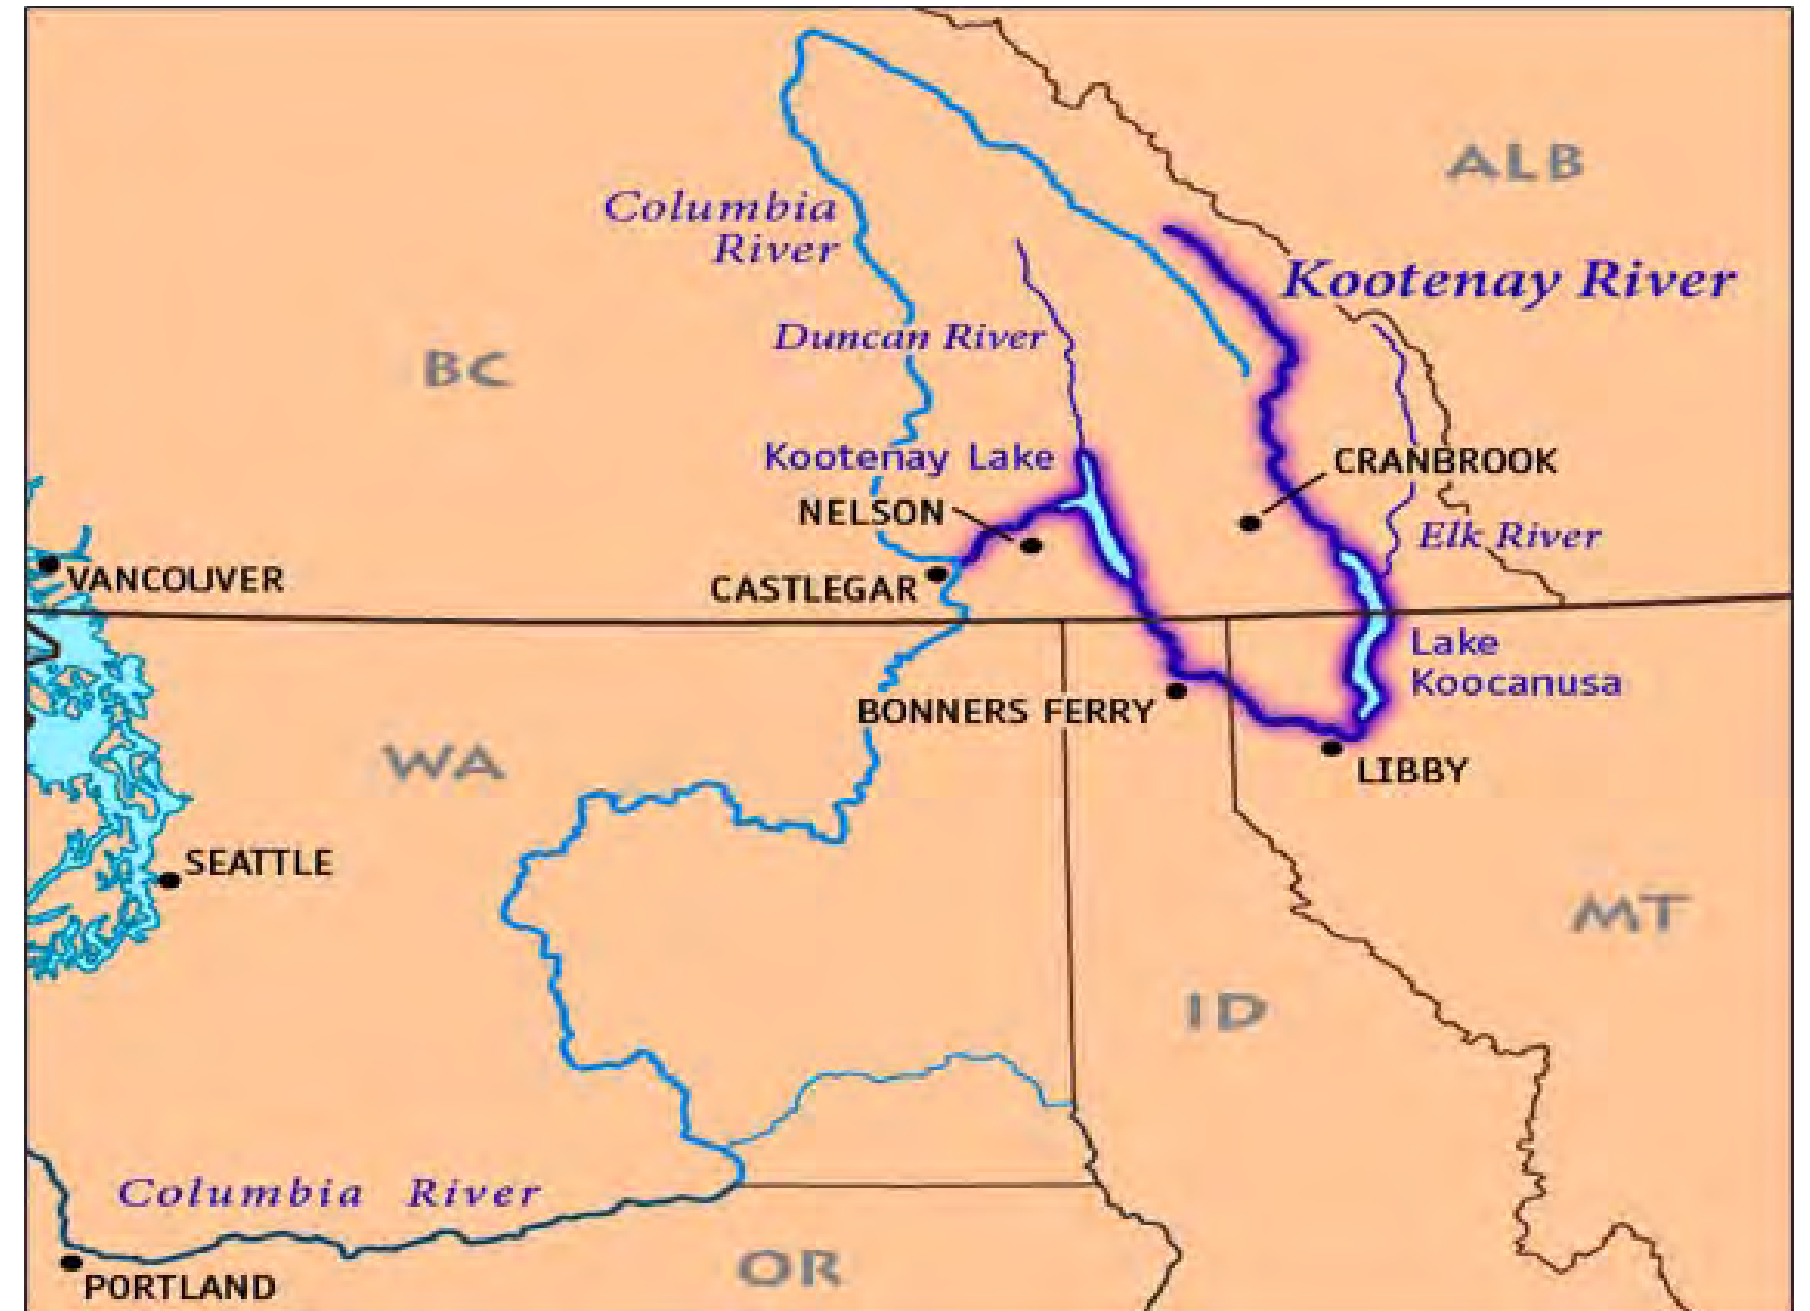 ALB
Columbia
River
Kootenay River
Duncan River
BC
Kootenay Lake
CRANBROOK
NELSON
Elk River
VANCOUVER
CASTLEGAR
Lake
Koocanusa
BONNERS FERRY
WA
LIBBY
SEATTLE
MT
ID
Columbia River
OR
PORTLAND